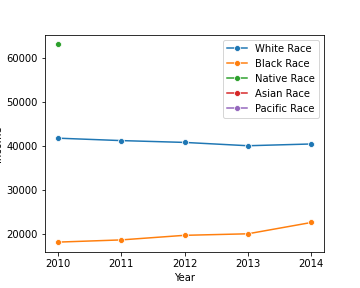 White Race
Black Race
Native Race
Asian Race
Pacific Race
60000
50000
40000
30000
20000
2010 2011 2012 2013 2014
Year